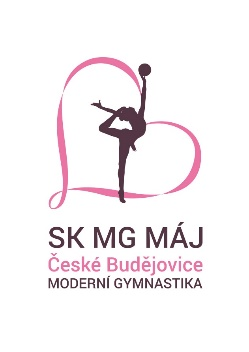 SK MG MÁJ
České Budějovice
MODERNÍ GYMNASTIKA